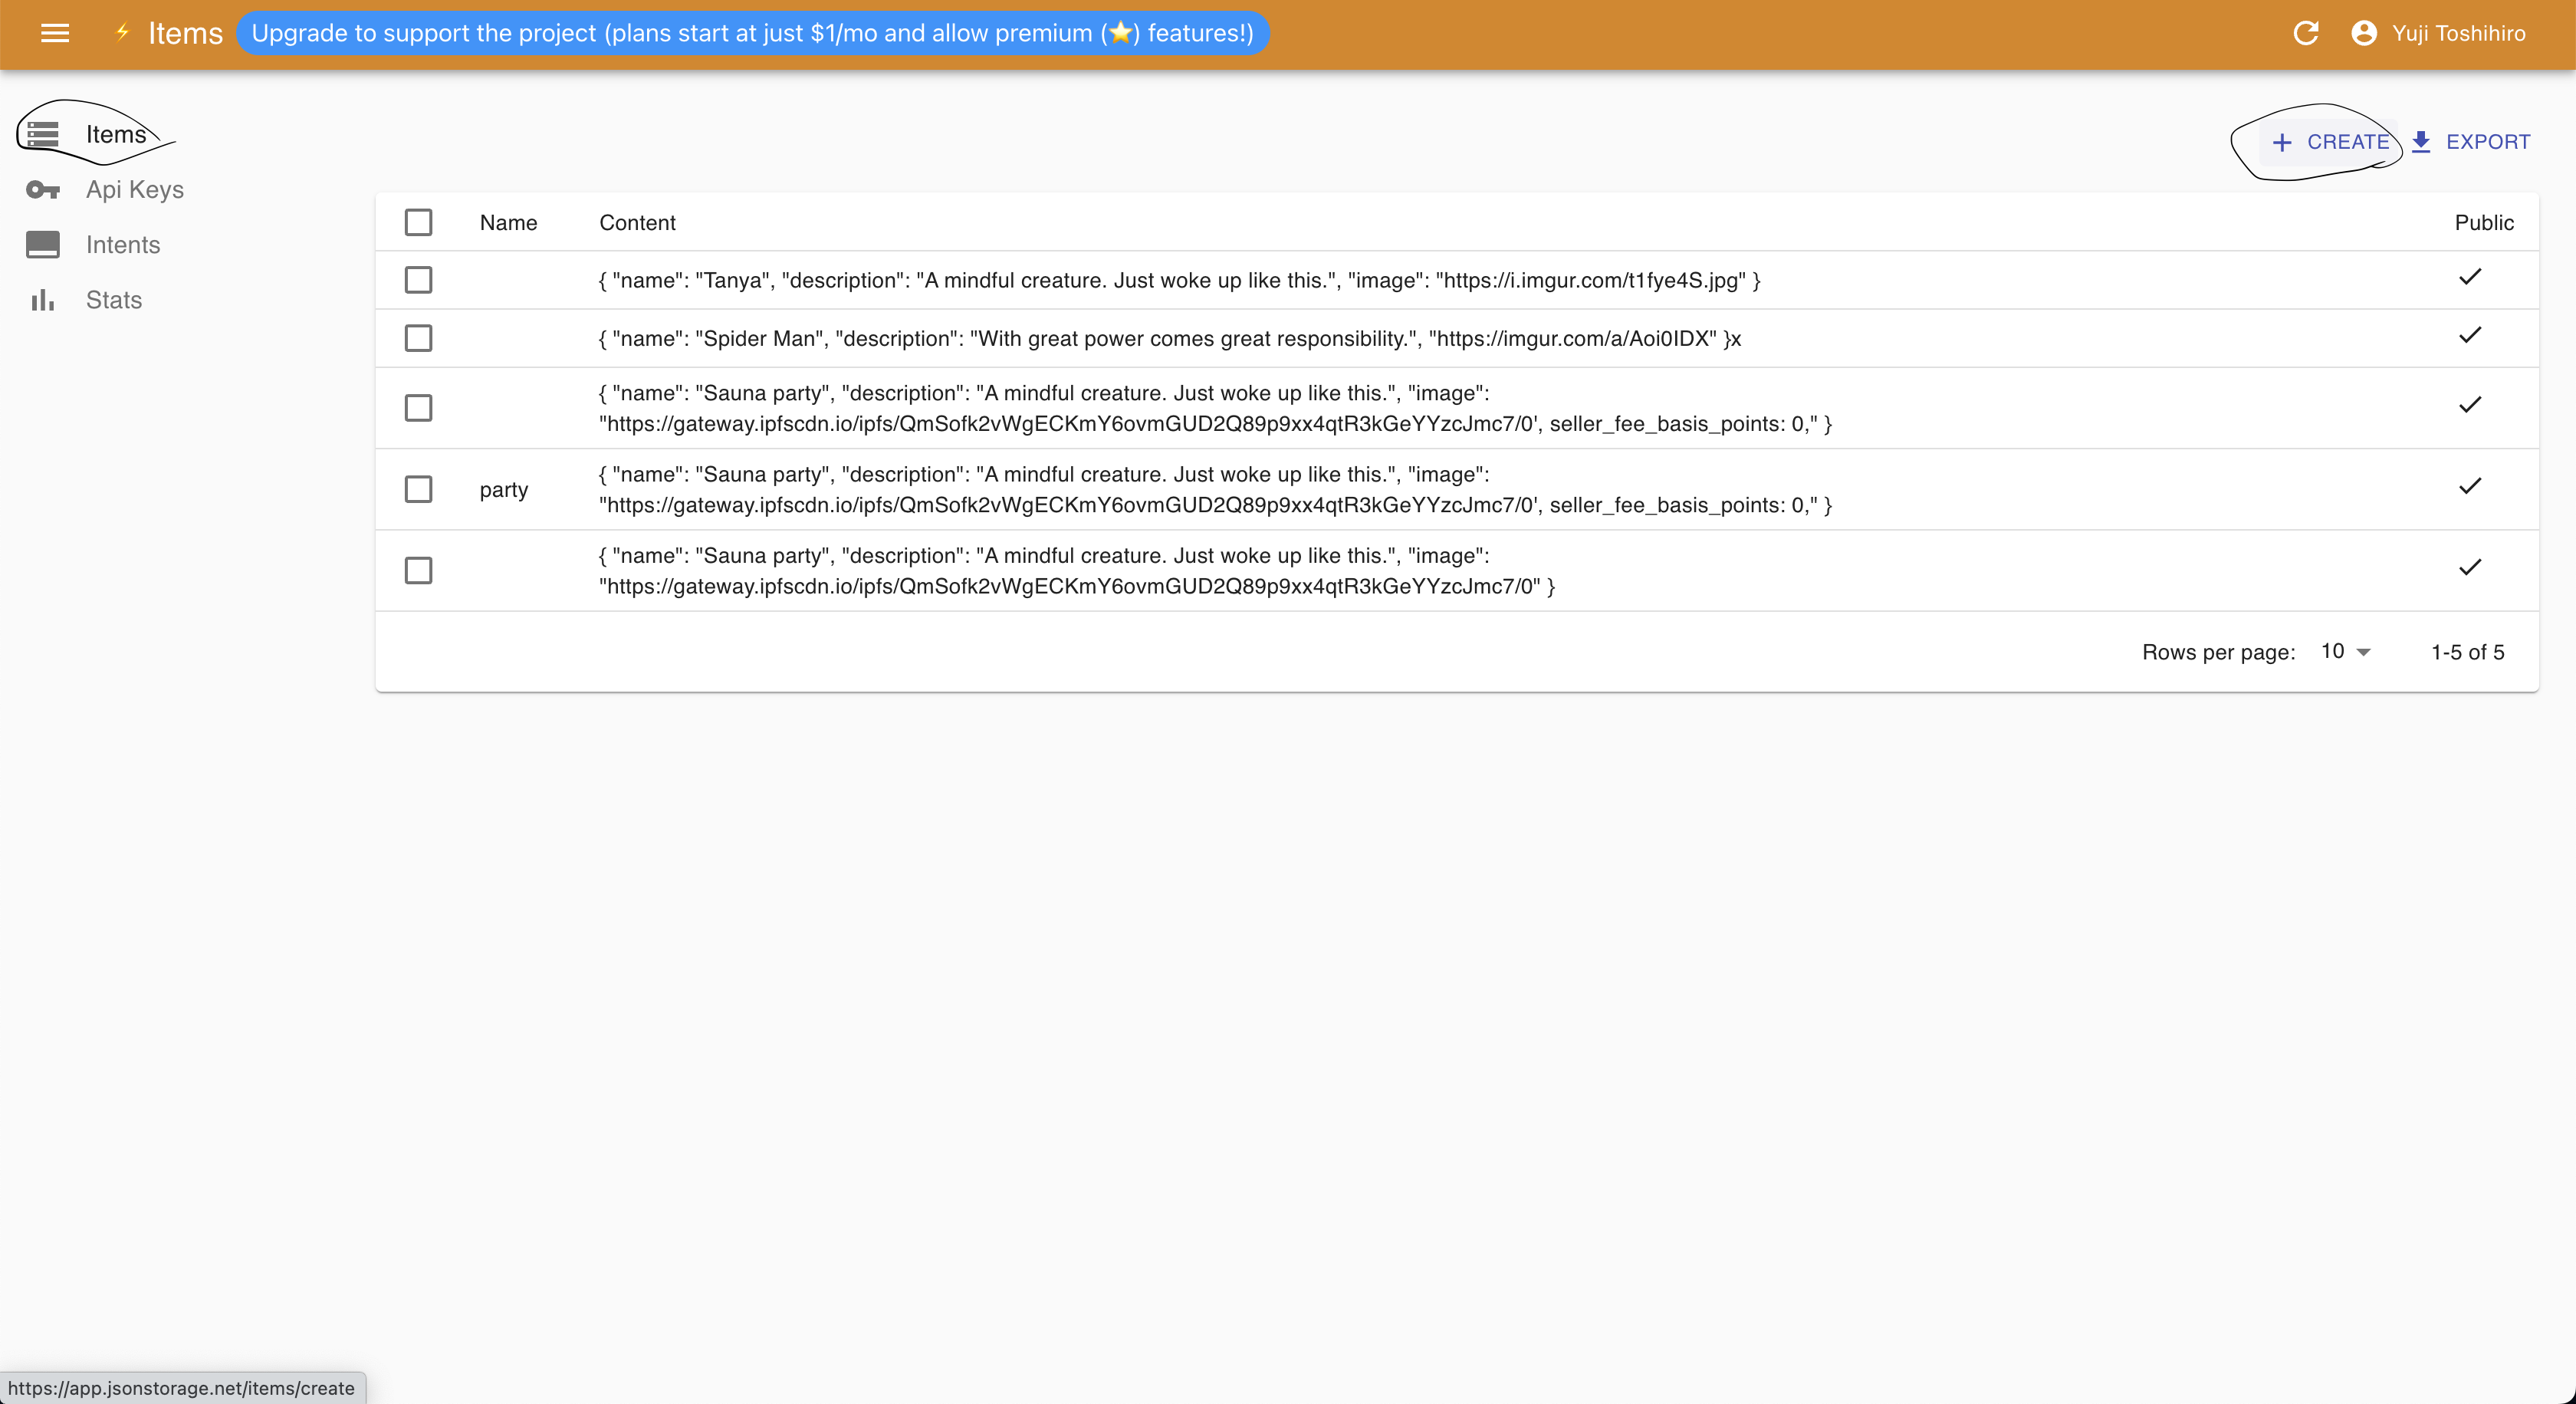 ⚡ Items Upgrade to support the project (plans start at just $1/mo and allow premium (⭐) features!) Yuji Toshihiro
Items
Api Keys
Intents
Stats
+ CREATE EXPORT
Name Content Public
{ "name": "Tanya", "description": "A mindful creature. Just woke up like this.", "image": "https://i.imgur.com/t1fye4S.jpg" }
{ "name": "Spider Man", "description": "With great power comes great responsibility.", "https://imgur.com/a/Aoi0IDX" }x
{ "name": "Sauna party", "description": "A mindful creature. Just woke up like this.", "image":
"https://gateway.ipfscdn.io/ipfs/QmSofk2vWgECKmY6ovmGUD2Q89p9xx4qtR3kGeYYzcJmc7/0', seller_fee_basis_points: 0," }
party
{ "name": "Sauna party", "description": "A mindful creature. Just woke up like this.", "image":
"https://gateway.ipfscdn.io/ipfs/QmSofk2vWgECKmY6ovmGUD2Q89p9xx4qtR3kGeYYzcJmc7/0', seller_fee_basis_points: 0," }
{ "name": "Sauna party", "description": "A mindful creature. Just woke up like this.", "image":
"https://gateway.ipfscdn.io/ipfs/QmSofk2vWgECKmY6ovmGUD2Q89p9xx4qtR3kGeYYzcJmc7/0" }
Rows per page: 10 1-5 of 5
https://app.jsonstorage.net/items/create